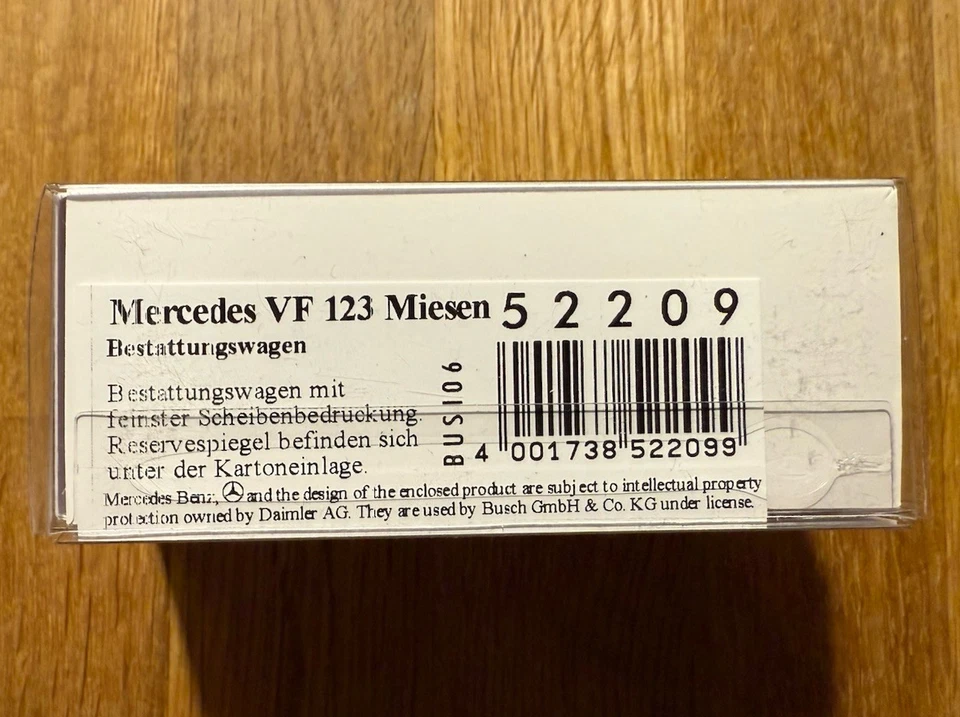 Mercedes VF 123 Miesen
52209
Bestattungswagen
Bestattungswagen mit
feinster Scheibenbedruckung.
Reservespiegel befinden sich
unter der Kartoneinlage.
BUS106
4 001738 522099
Mercedes Benz, and the design of the enclosed product are subject to intellectual property
protection owned by Daimler AG. They are used by Busch GmbH & Co. KG under license.